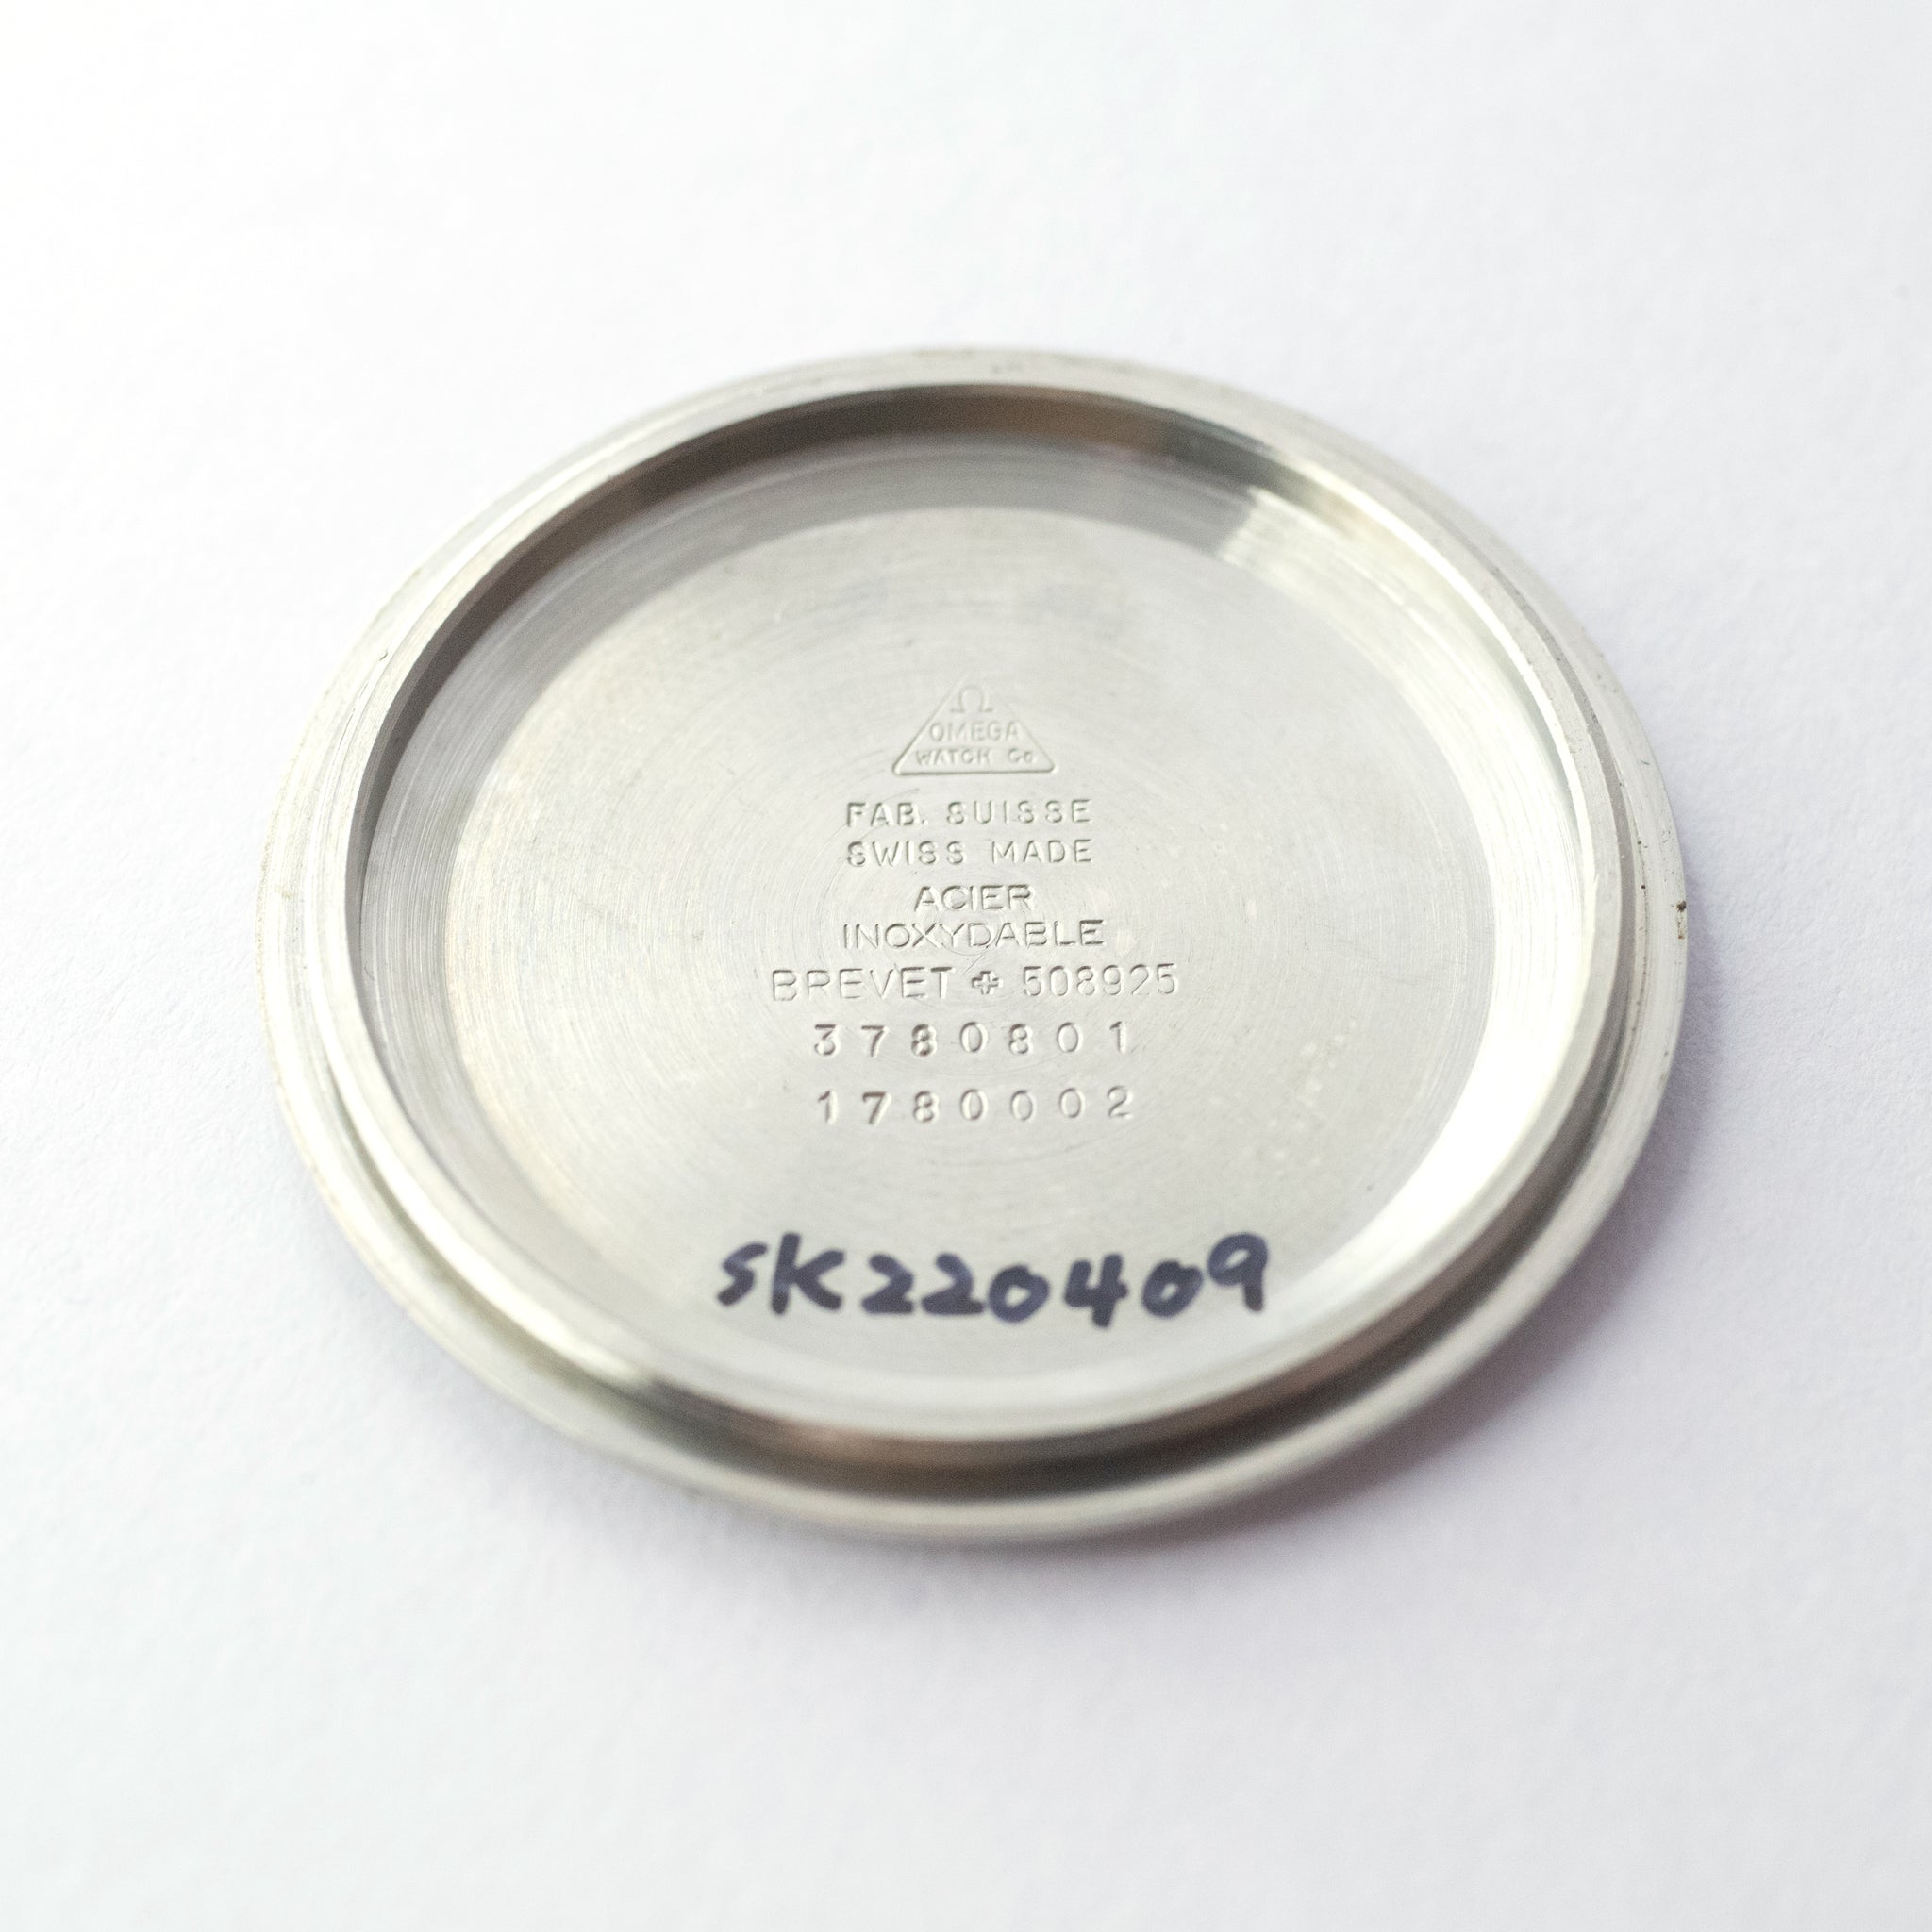 Ω
OMEGA
WATCH Co
FAB. SUISSE
SWISS MADE
ACIER
INOXYDABLE
BREVET ✚ 508925
3780801
1780002
SK220409